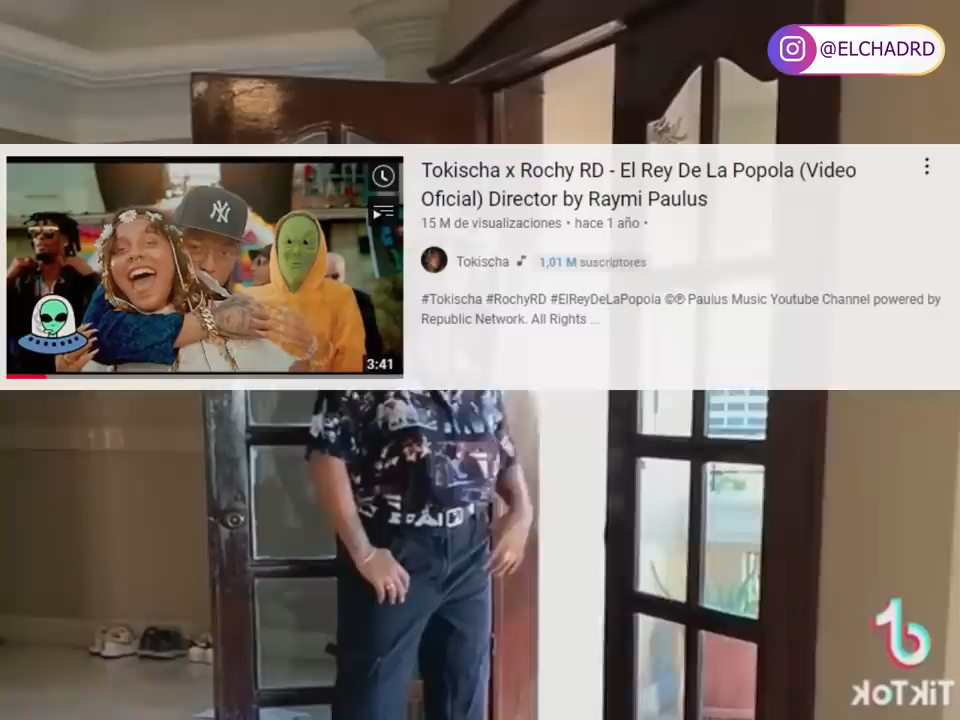 @ELCHADRD
Tokischa x Rochy RD - El Rey De La Popola (Video
Oficial) Director by Raymi Paulus
15 M de visualizaciones • hace 1 año •
Tokischa
1,01 M suscriptores
#Tokischa #RochyRD #ElReyDeLaPopola ©℗ Paulus Music Youtube Channel powered by
Republic Network. All Rights ...
NY
3:41
TikTok